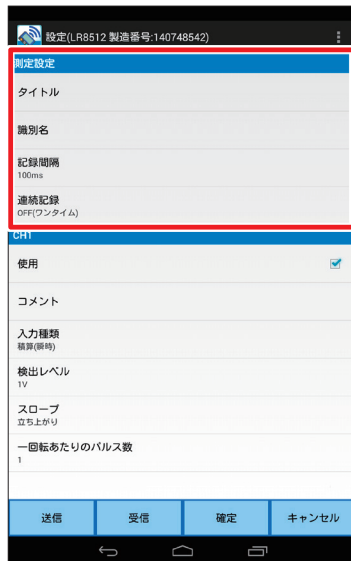 設定(LR8512 製造番号:140748542)
測定設定
タイトル
識別名
記録間隔
100ms
連続記録
OFF(ワンタイム)
CH1
使用
コメント
入力種類
積算(瞬時)
検出レベル
1V
スロープ
立ち上がり
一回転あたりのパルス数
1
送信 受信 確定 キャンセル